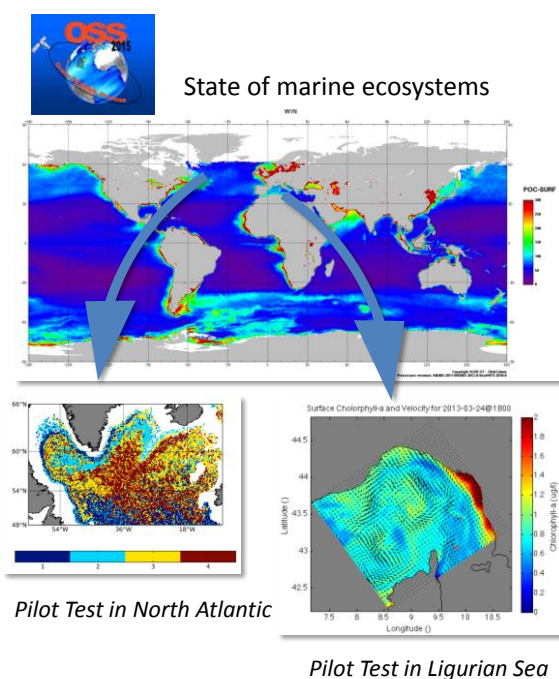 OSS
2015
State of marine ecosystems
WIN
POC-SURF
Surface Cholorphyll-a and Velocity for 2013-03-24@1800
66°N
60°N
54°N
48°N
54°W 36°W 18°W
1 2 3 4
44.5
44
43.5
43
42.5
Latitude ()
7.5 8 8.5 9 9.5 10 10.5
Longitude ()
2
1.8
1.6
1.4
1.2
1
0.8
0.6
0.4
0.2
0
Chlorophyll-a (ug/l)
Pilot Test in North Atlantic
Pilot Test in Ligurian Sea